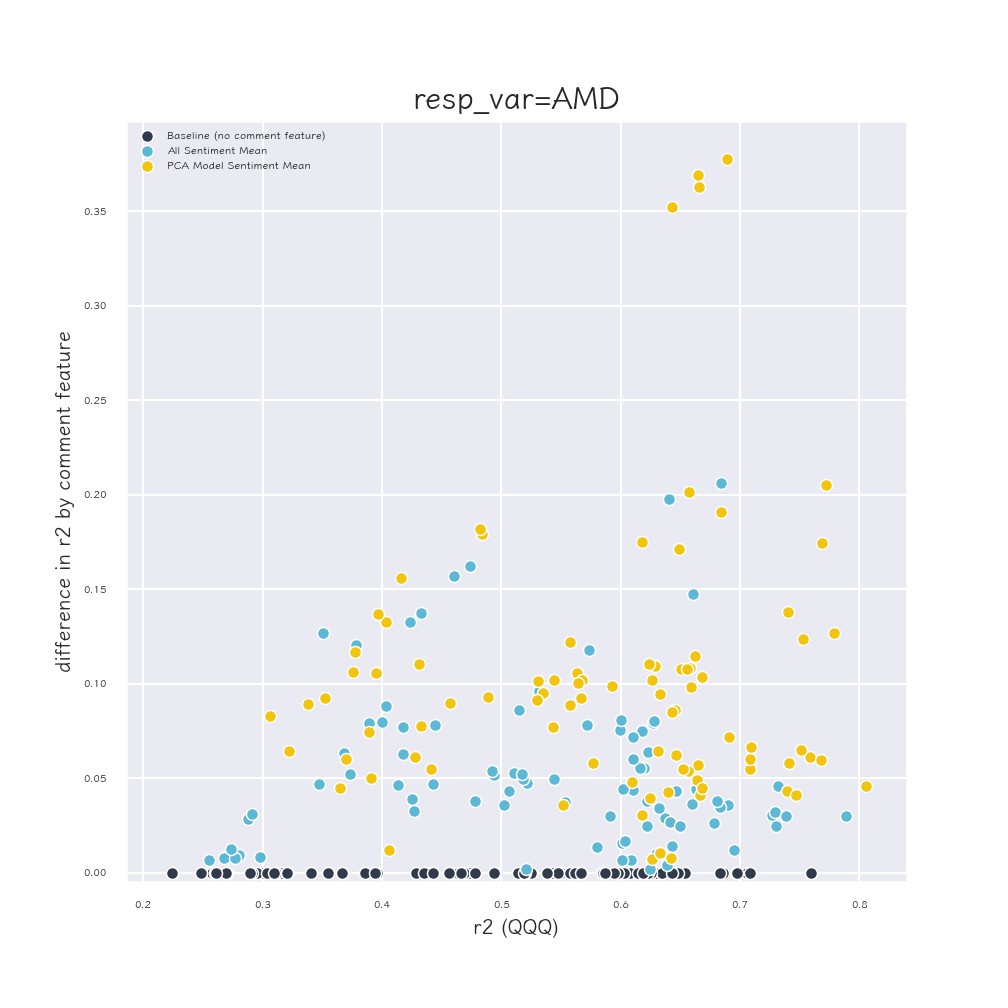 resp_var=AMD
Baseline (no comment feature)
All Sentiment Mean
PCA Model Sentiment Mean
0.35
0.30
0.25
0.20
0.15
0.10
0.05
0.00
difference in r2 by comment feature
0.2 0.3 0.4 0.5 0.6 0.7 0.8
r2 (QQQ)